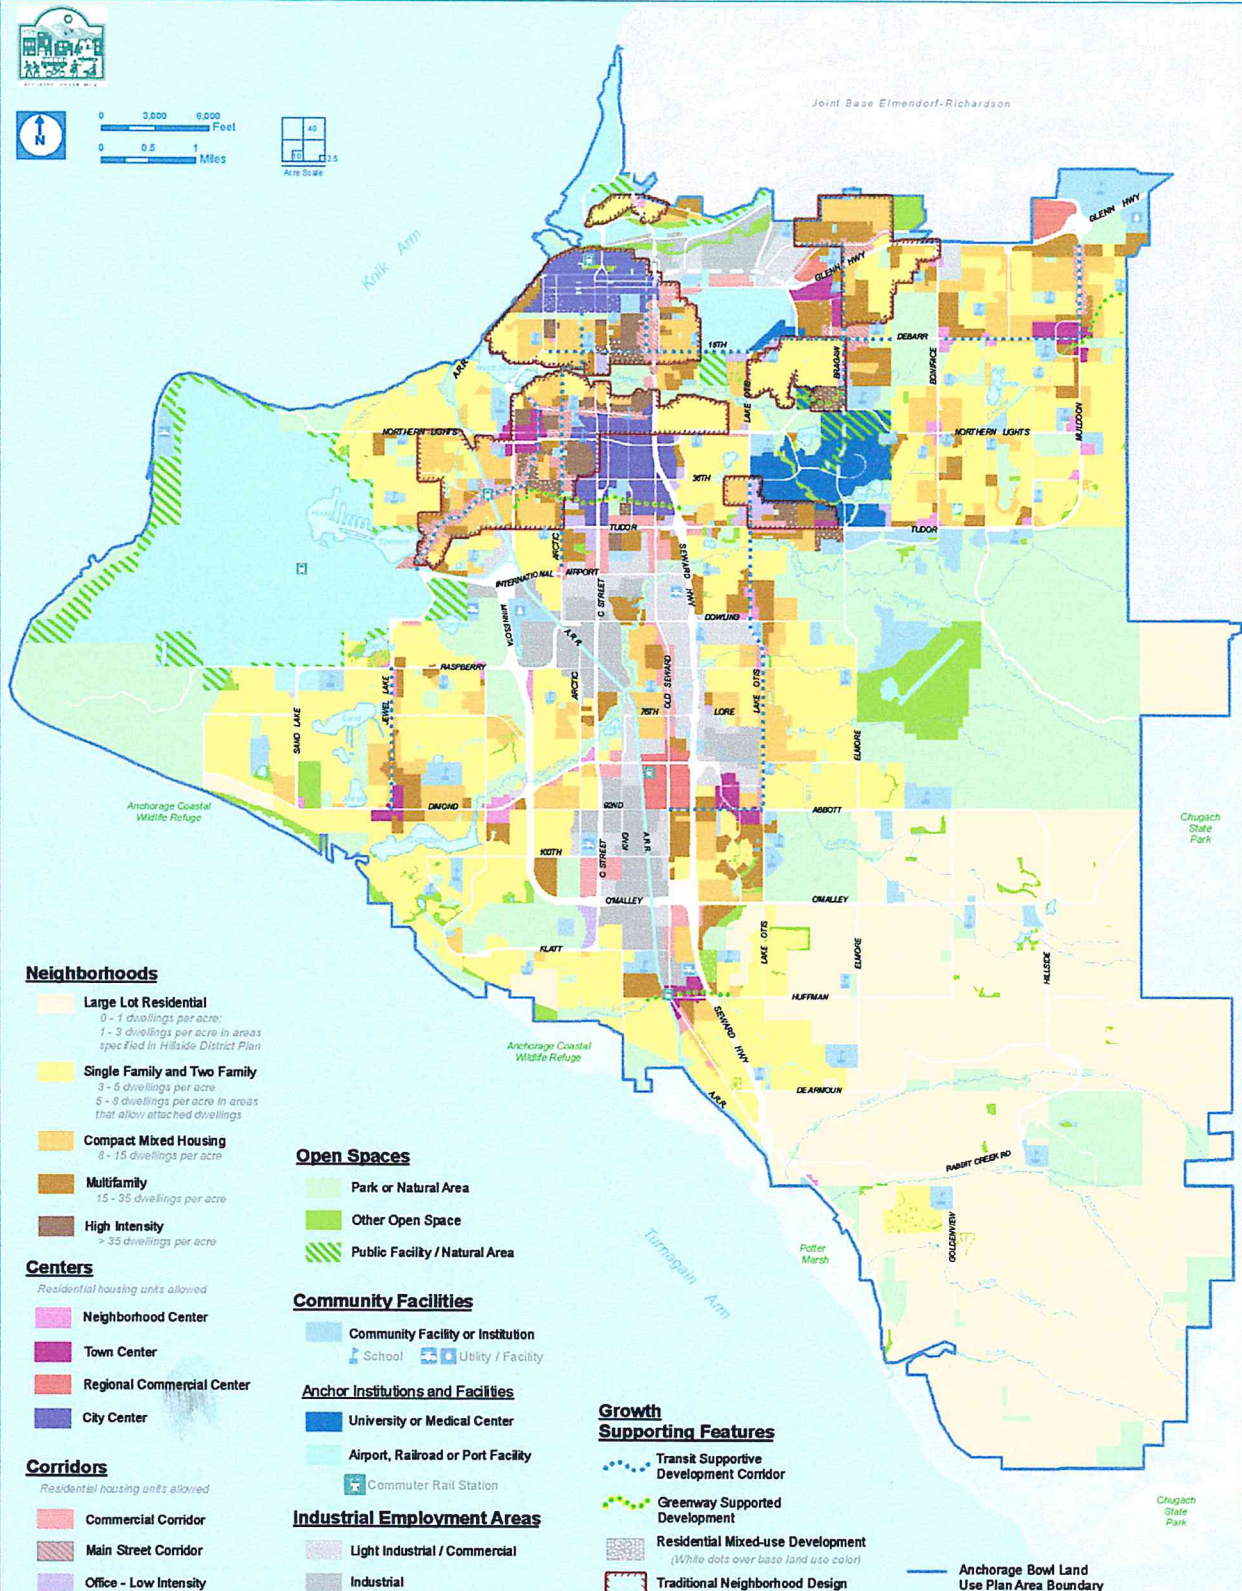 Joint Base Elmendorf-Richardson
0 3,000 6,000
Feet
0 0.5 1
Miles
40
10
2.5
Acre Scale
N
Knik Arm
GLENN HWY
GLENN HWY
15TH
DEBARR
BRAGAW
BONIFACE
LAKE OTIS
MULDOON
A.R.R.
NORTHERN LIGHTS
NORTHERN LIGHTS
36TH
TUDOR
TUDOR
ARCTIC
INTERNATIONAL AIRPORT
SEWARD HWY
C STREET
MINNESOTA
A.R.R.
DOWLING
RASPBERRY
OLD SEWARD
LAKE OTIS
ARCTIC
JEWEL LAKE
SAND LAKE
76TH
LORE
ELMORE
DIMOND
92ND
ABBOTT
Anchorage Coastal
Wildlife Refuge
Chugach
State
Park
100TH
C STREET
KING
A.R.R.
O'MALLEY
O'MALLEY
KLATT
LAKE OTIS
ELMORE
HILLSIDE
HUFFMAN
SEWARD HWY
Anchorage Coastal
Wildlife Refuge
DEARMOUN
A.R.R.
RABBIT CREEK RD
GOLDENVIEW
Potter
Marsh
Turnagain Arm
Chugach
State
Park
Neighborhoods
Large Lot Residential
0 - 1 dwellings per acre;
1 - 3 dwellings per acre in areas
specified in Hillside District Plan
Single Family and Two Family
3 - 5 dwellings per acre
5 - 8 dwellings per acre in areas
that allow attached dwellings
Compact Mixed Housing
8 - 15 dwellings per acre
Multifamily
15 - 35 dwellings per acre
High Intensity
> 35 dwellings per acre
Centers
Residential housing units allowed
Neighborhood Center
Town Center
Regional Commercial Center
City Center
Corridors
Residential housing units allowed
Commercial Corridor
Main Street Corridor
Office - Low Intensity
Open Spaces
Park or Natural Area
Other Open Space
Public Facility / Natural Area
Community Facilities
Community Facility or Institution
School Utility / Facility
Anchor Institutions and Facilities
University or Medical Center
Airport, Railroad or Port Facility
Commuter Rail Station
Industrial Employment Areas
Light Industrial / Commercial
Industrial
Growth
Supporting Features
Transit Supportive
Development Corridor
Greenway Supported
Development
Residential Mixed-use Development
(White dots over base land use color)
Traditional Neighborhood Design
Anchorage Bowl Land
Use Plan Area Boundary